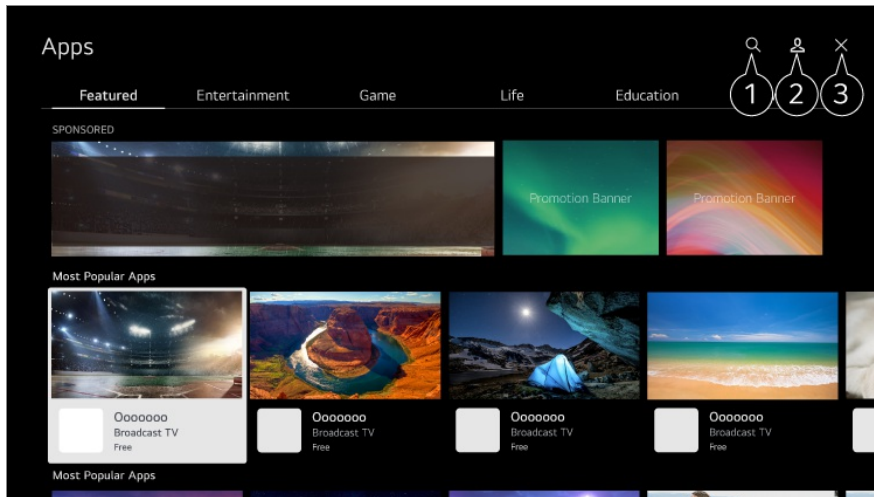 Apps
Featured Entertainment Game Life Education
1 2 3
SPONSORED
Promotion Banner Promotion Banner
Most Popular Apps
Ooooooo Ooooooo Ooooooo Ooooooo
Broadcast TV Broadcast TV Broadcast TV Broadcast TV
Free Free Free Free
Most Popular Apps